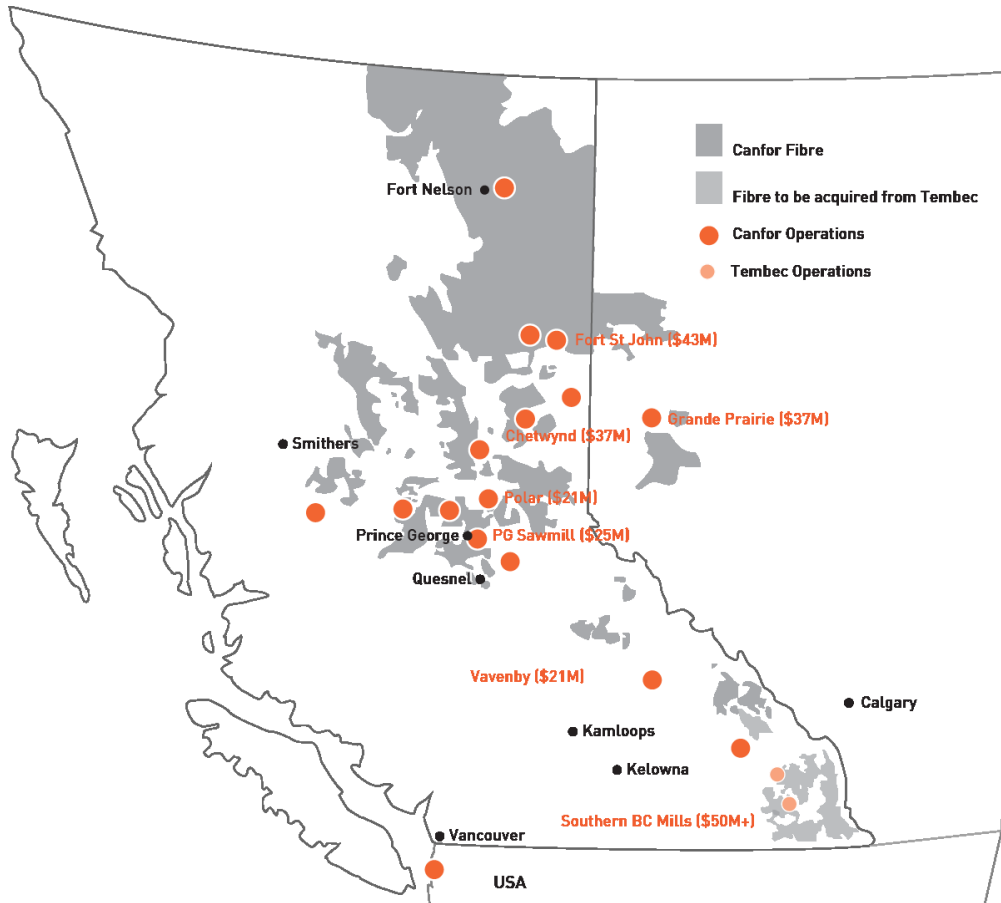 Canfor Fibre
Fort Nelson
Fibre to be acquired from Tembec
Canfor Operations
Tembec Operations
Fort St John ($43M)
Grande Prairie ($37M)
Chetwynd ($37M)
Smithers
Polar ($21M)
Prince George
PG Sawmill ($25M)
Quesnel
Vavenby ($21M)
Calgary
Kamloops
Kelowna
Southern BC Mills ($50M+)
Vancouver
USA